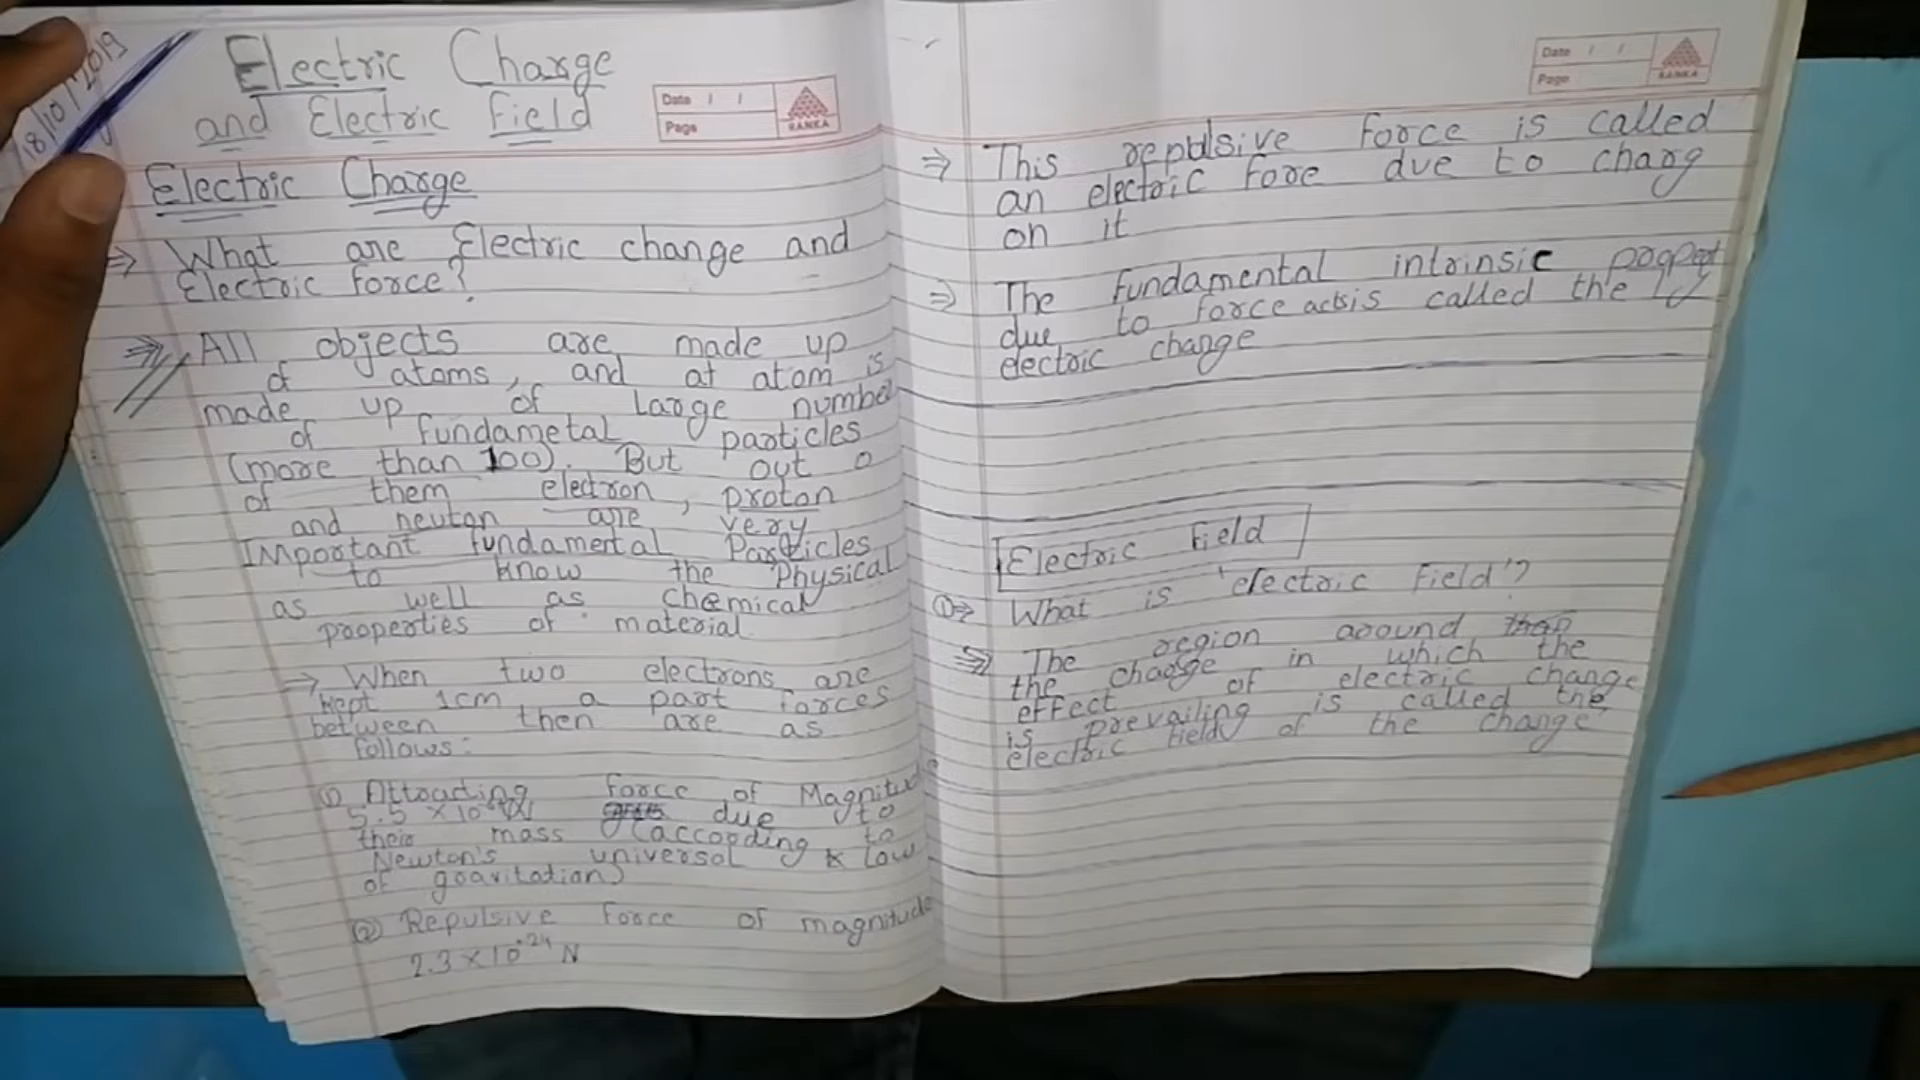 18/10/2019
Electric Charge
and Electric Field
Date / /
Page
RANKA
Electric Charge
⇒ What are Electric change and
Electric force?
⇒ All objects are made up
of atoms, and at atom is
made up of large number
of fundametal particles
(more than 100). But out o
of them electron, proton
and neuton are very
Important fundamental Particles
to know the Physical
as well as chemical
properties of material
→ When two electrons are
kept 1cm a part forces
between then are as
follows:
① Attracting force of Magnitude
5.5 × 10 due to
their mass (according to
Newton's universal law
of gravitation)
② Repulsive force of magnitude
2.3 × 10⁻²⁴ N
Date / /
Page
RANKA
⇒ This repulsive force is called
an electric fore due to charg
on it
⇒ The fundamental intrinsic
due to force acts is called the
electric change
Electric Field
①⇒ What is 'electric field'?
⇒ The region around
the charge in which the
effect of electric change
is prevailing is called the
electric field of the change